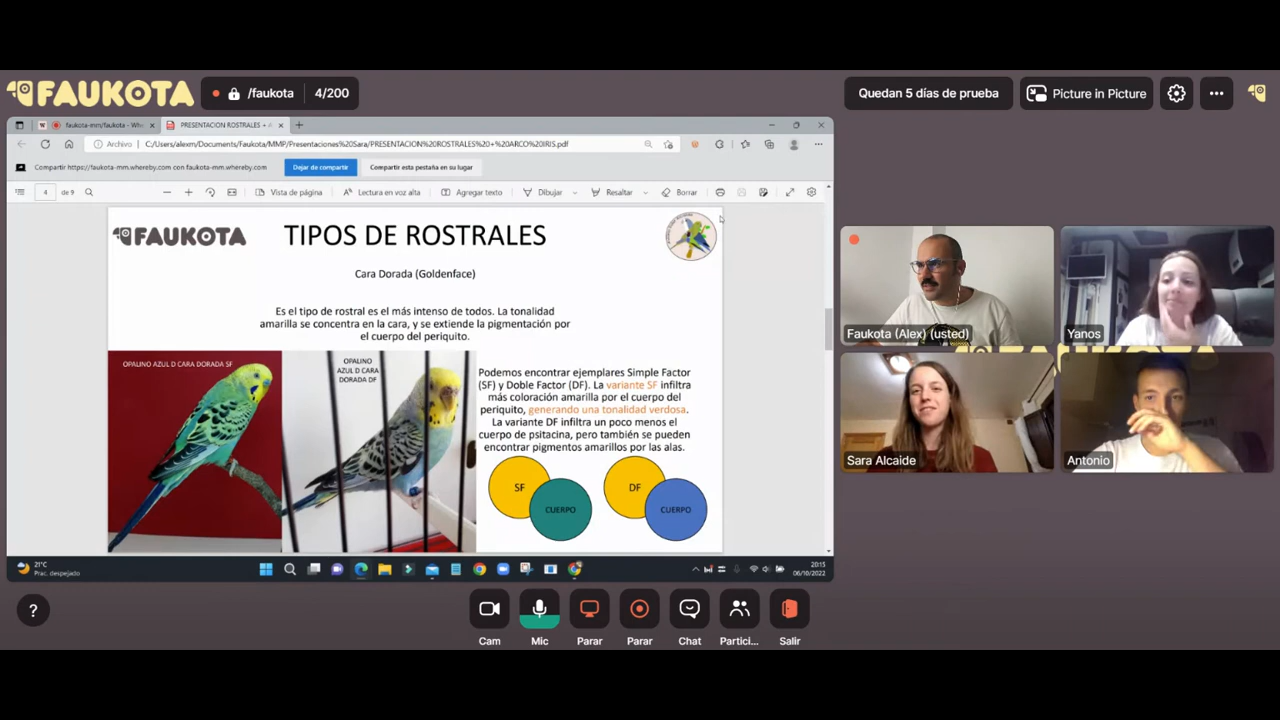 FAUKOTA
/faukota
4/200
Quedan 5 días de prueba
Picture in Picture
faukota-mm/faukota - Whe
PRESENTACION ROSTRALES + A
Archivo
C:/Users/alexm/Documents/Faukota/MMP/Presentaciones%20Sara/PRESENTACION%20ROSTRALES%20+%20ARCO%20IRIS.pdf
Compartir https://faukota-mm.whereby.com con faukota-mm.whereby.com
Dejar de compartir
Compartir esta pestaña en su lugar
4
de 9
Vista de página
Lectura en voz alta
Agregar texto
Dibujar
Resaltar
Borrar
FAUKOTA
TIPOS DE ROSTRALES
Cara Dorada (Goldenface)
Es el tipo de rostral es el más intenso de todos. La tonalidad
amarilla se concentra en la cara, y se extiende la pigmentación por
el cuerpo del periquito.
OPALINO AZUL D CARA DORADA SF
OPALINO
AZUL D CARA
DORADA DF
Podemos encontrar ejemplares Simple Factor
(SF) y Doble Factor (DF). La variante SF infiltra
más coloración amarilla por el cuerpo del
periquito, generando una tonalidad verdosa.
La variante DF infiltra un poco menos el
cuerpo de psitacina, pero también se pueden
encontrar pigmentos amarillos por las alas.
SF
CUERPO
DF
CUERPO
Faukota (Alex) (usted)
Yanos
Sara Alcaide
Antonio
21°C
Prac. despejado
20:15
06/10/2022
?
Cam
Mic
Parar
Parar
Chat
Partici...
Salir